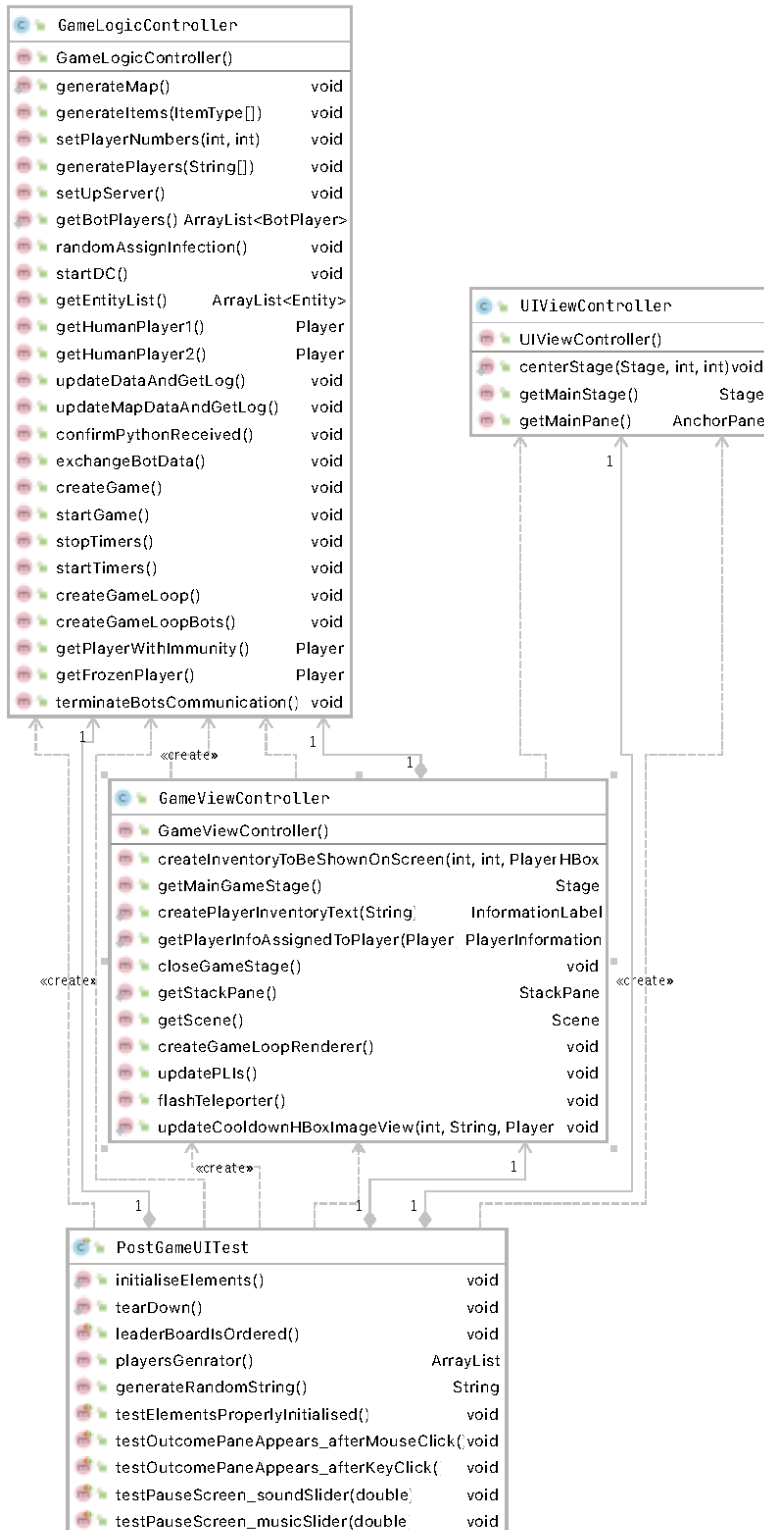 GameLogicController
GameLogicController()
generateMap() void
generateItems(ItemType[]) void
setPlayerNumbers(int, int) void
generatePlayers(String[]) void
setUpServer() void
getBotPlayers() ArrayList<BotPlayer>
randomAssignInfection() void
startDC() void
getEntityList() ArrayList<Entity>
getHumanPlayer1() Player
getHumanPlayer2() Player
updateDataAndGetLog() void
updateMapDataAndGetLog() void
confirmPythonReceived() void
exchangeBotData() void
createGame() void
startGame() void
stopTimers() void
startTimers() void
createGameLoop() void
createGameLoopBots() void
getPlayerWithImmunity() Player
getFrozenPlayer() Player
terminateBotsCommunication() void
UIViewController
UIViewController()
centerStage(Stage, int, int)void
getMainStage() Stage
getMainPane() AnchorPane
1
1
1
«create»
1
1
GameViewController
GameViewController()
createInventoryToBeShownOnScreen(int, int, PlayerHBox
getMainGameStage() Stage
createPlayerInventoryText(String) InformationLabel
getPlayerInfoAssignedToPlayer(Player PlayerInformation
closeGameStage() void
getStackPane() StackPane
getScene() Scene
createGameLoopRenderer() void
updatePLIs() void
flashTeleporter() void
updateCooldownHBoxImageView(int, String, Player void
«create»
«create»
«create»
1
1
1
1
PostGameUITest
initialiseElements() void
tearDown() void
leaderBoardIsOrdered() void
playersGenrator() ArrayList
generateRandomString() String
testElementsProperlyInitialised() void
testOutcomePaneAppears_afterMouseClick()void
testOutcomePaneAppears_afterKeyClick( void
testPauseScreen_soundSlider(double) void
testPauseScreen_musicSlider(double void